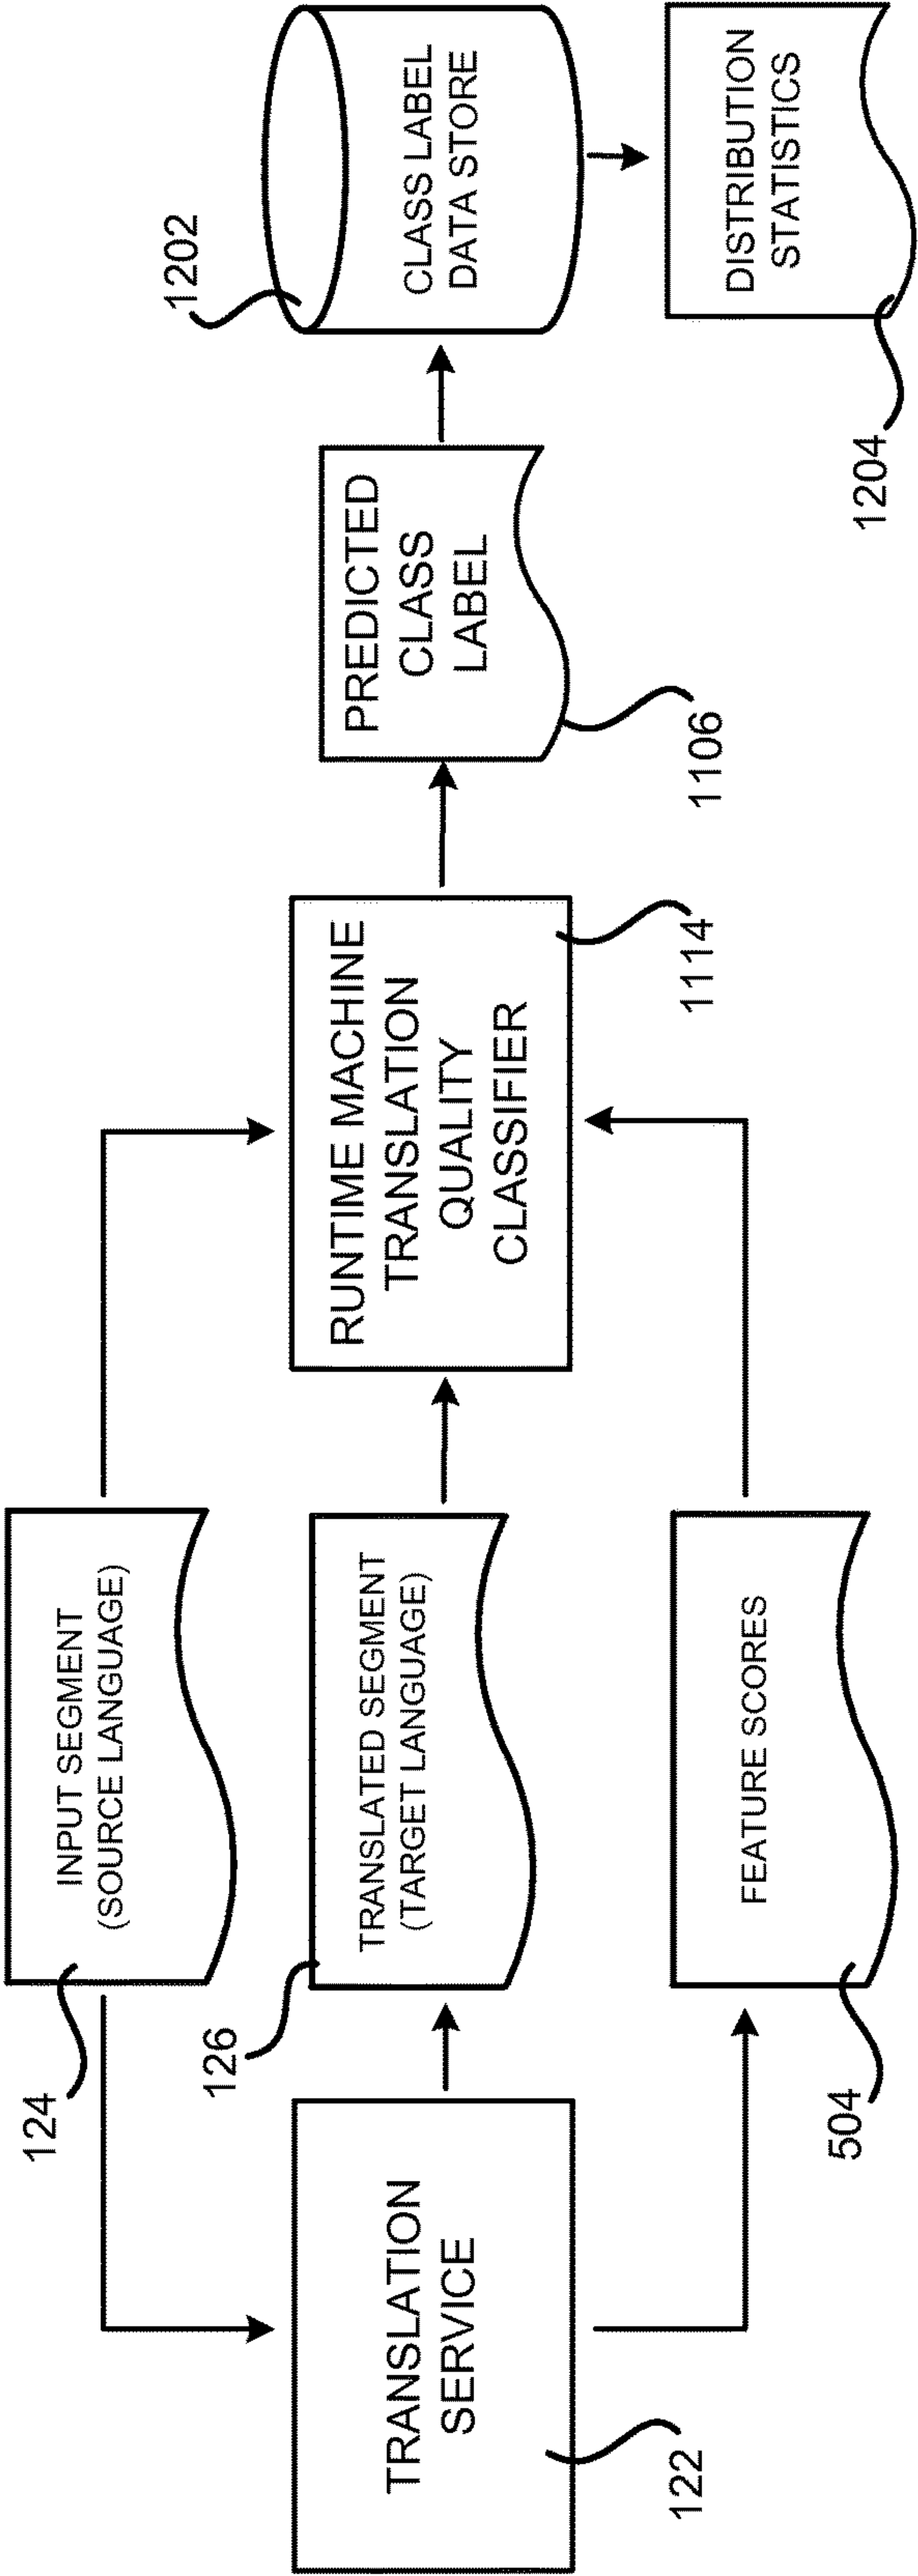 124
INPUT SEGMENT
(SOURCE LANGUAGE)
1202
CLASS LABEL
DATA STORE
TRANSLATION
SERVICE
122
126
TRANSLATED SEGMENT
(TARGET LANGUAGE)
RUNTIME MACHINE
TRANSLATION
QUALITY
CLASSIFIER
1114
PREDICTED
CLASS
LABEL
1106
504
FEATURE SCORES
DISTRIBUTION
STATISTICS
1204